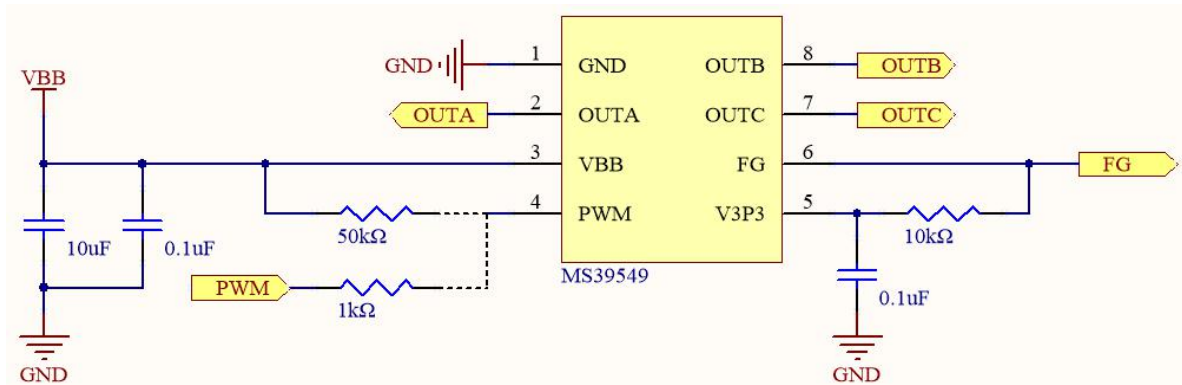 VBB
10uF
0.1uF
GND
50kΩ
PWM
1kΩ
GND
OUTA
1
2
3
4
GND
OUTA
VBB
PWM
OUTB
OUTC
FG
V3P3
MS39549
8
7
6
5
OUTB
OUTC
FG
10kΩ
0.1uF
GND